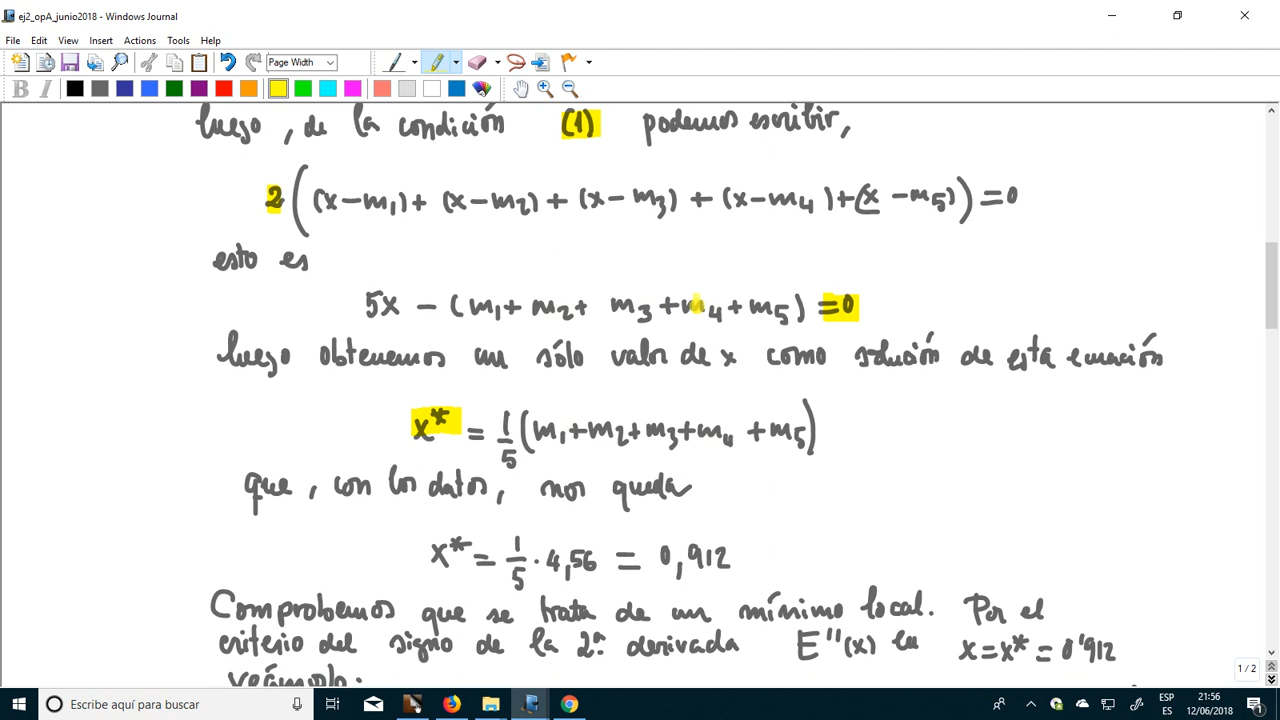 ej2_opA_junio2018 - Windows Journal
File Edit View Insert Actions Tools Help
Page Width
B I
luego, de la condición (1) podemos escribir,
2((x-m₁)+(x-m₂)+(x-m₃)+(x-m₄)+(x-m₅))=0
esto es
5x-(m₁+m₂+m₃+m₄+m₅)=0
luego obtenemos un sólo valor de x como solución de esta ecuación
x* = 1/5(m₁+m₂+m₃+m₄+m₅)
que, con los datos, nos queda
x* = 1/5 · 4,56 = 0,912
Comprobemos que se trata de un mínimo local. Por el
criterio del signo de la 2ª derivada E''(x) en x=x*=0'912
veámoslo:
1 / 2
Escribe aquí para buscar
ESP 21:56
ES 12/06/2018